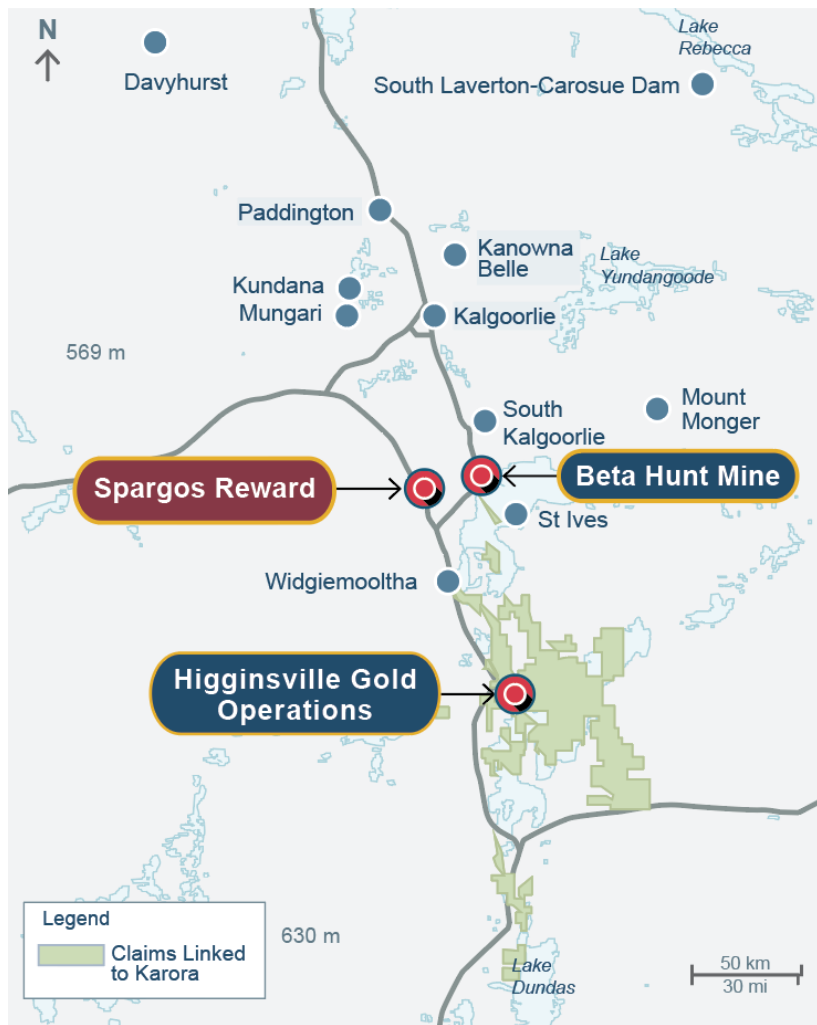 N
Lake
Rebecca
Davyhurst
South Laverton-Carosue Dam
Paddington
Kanowna
Belle
Lake
Yundangoode
Kundana
Mungari
Kalgoorlie
569 m
South
Kalgoorlie
Mount
Monger
Spargos Reward
Beta Hunt Mine
St Ives
Widgiemooltha
Higginsville Gold
Operations
Legend
Claims Linked
to Karora
630 m
Lake
Dundas
50 km
30 mi